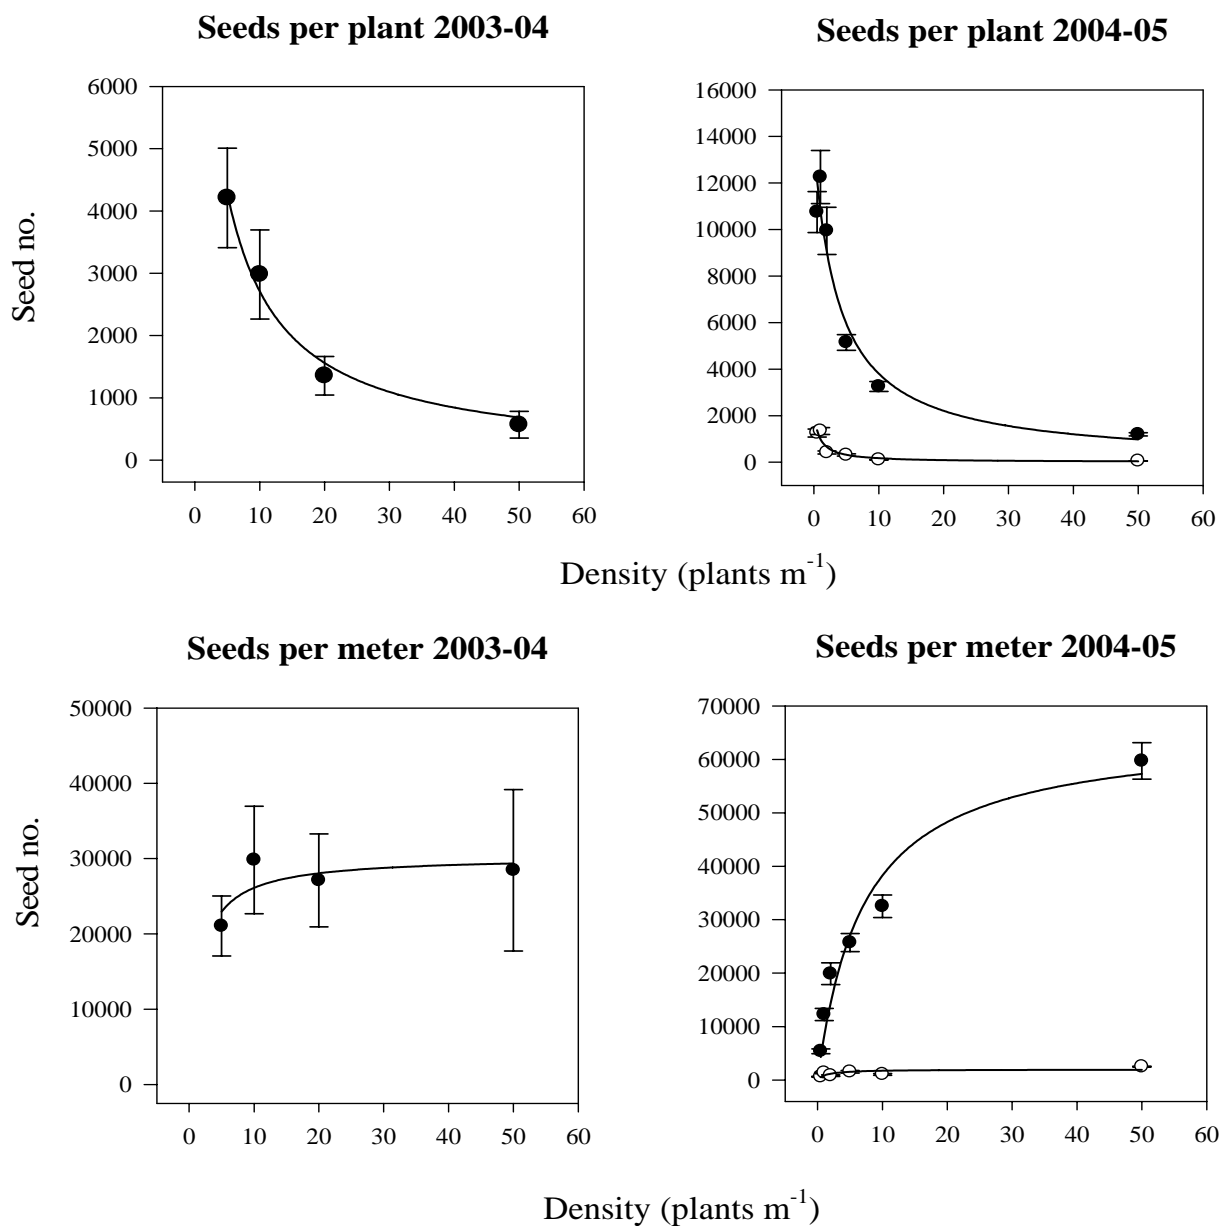 Seeds per plant 2003-04
Seeds per plant 2004-05
6000
5000
4000
3000
2000
1000
0
Seed no.
0 10 20 30 40 50 60
16000
14000
12000
10000
8000
6000
4000
2000
0
0 10 20 30 40 50 60
Density (plants m⁻¹)
Seeds per meter 2003-04
Seeds per meter 2004-05
50000
40000
30000
20000
10000
0
Seed no.
0 10 20 30 40 50 60
70000
60000
50000
40000
30000
20000
10000
0
0 10 20 30 40 50 60
Density (plants m⁻¹)